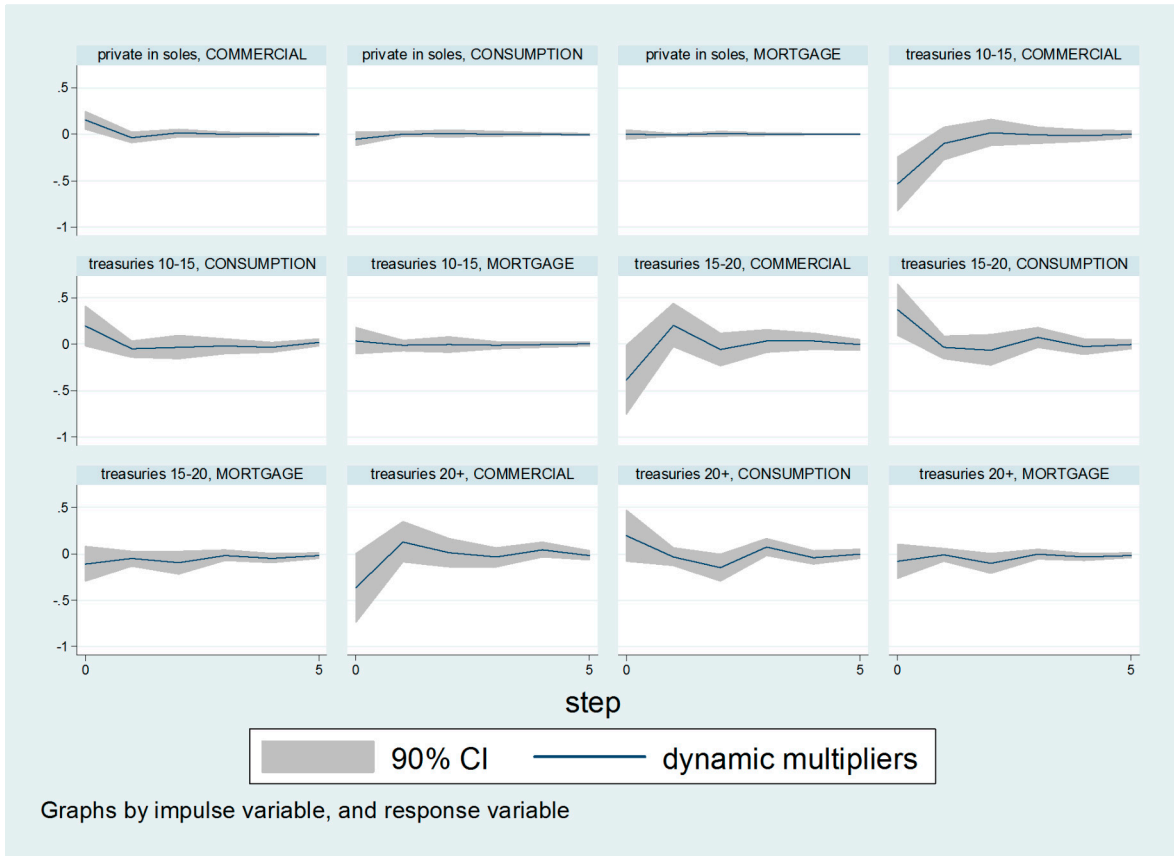 private in soles, COMMERCIAL
private in soles, CONSUMPTION
private in soles, MORTGAGE
treasuries 10-15, COMMERCIAL
.5
0
-.5
-1
treasuries 10-15, CONSUMPTION
treasuries 10-15, MORTGAGE
treasuries 15-20, COMMERCIAL
treasuries 15-20, CONSUMPTION
.5
0
-.5
-1
treasuries 15-20, MORTGAGE
treasuries 20+, COMMERCIAL
treasuries 20+, CONSUMPTION
treasuries 20+, MORTGAGE
.5
0
-.5
-1
0 5 0 5 0 5 0 5
step
90% CI dynamic multipliers
Graphs by impulse variable, and response variable